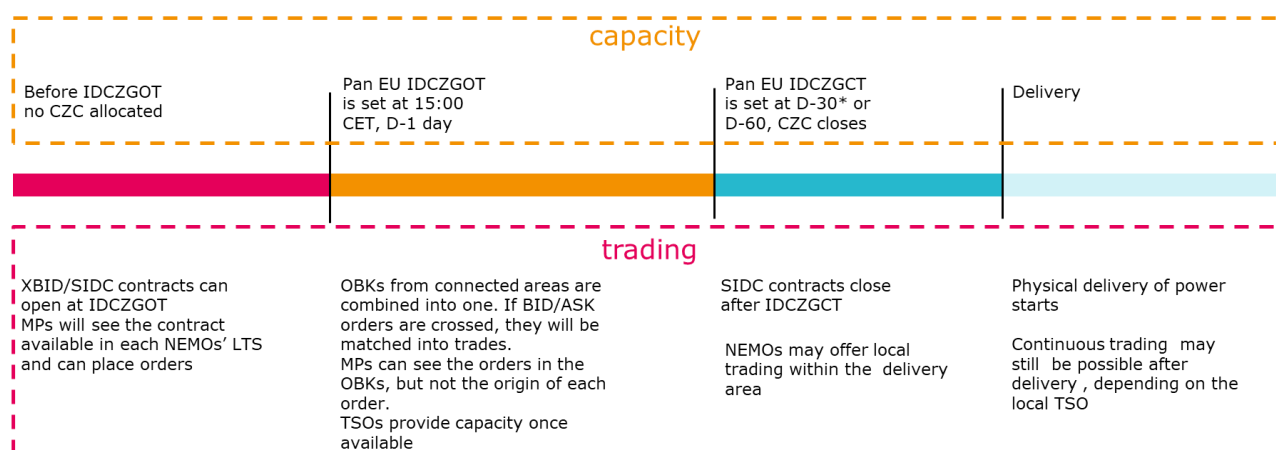 capacity
Before IDCZGOT
no CZC allocated
Pan EU IDCZGOT
is set at 15:00
CET, D-1 day
Pan EU IDCZGCT
is set at D-30* or
D-60, CZC closes
Delivery
trading
XBID/SIDC contracts can
open at IDCZGOT
MPs will see the contract
available in each NEMOs’ LTS
and can place orders
OBKs from connected areas are
combined into one. If BID/ASK
orders are crossed, they will be
matched into trades.
MPs can see the orders in the
OBKs, but not the origin of each
order.
TSOs provide capacity once
available
SIDC contracts close
after IDCZGCT
NEMOs may offer local
trading within the delivery
area
Physical delivery of power
starts
Continuous trading may
still be possible after
delivery , depending on the
local TSO